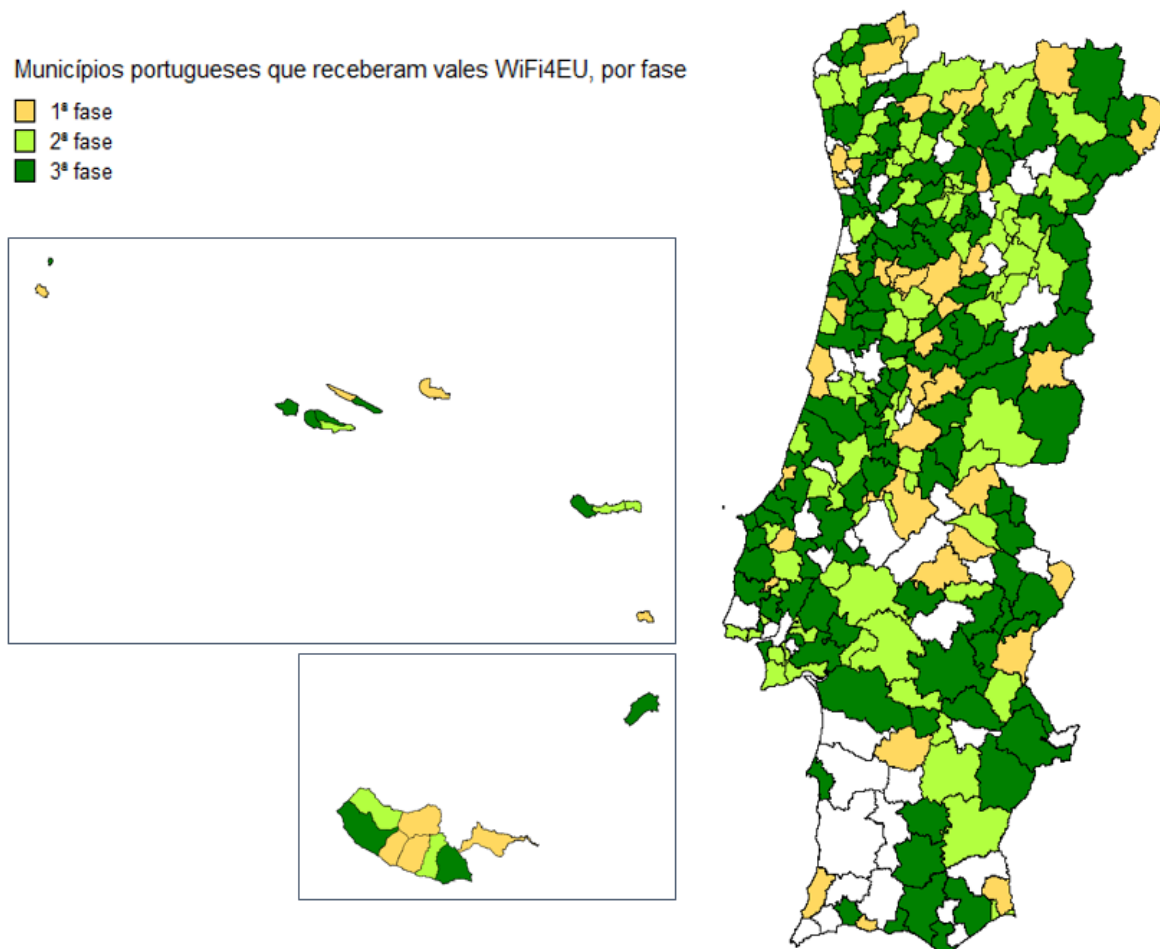 Municípios portugueses que receberam vales WiFi4EU, por fase
1ª fase
2ª fase
3ª fase